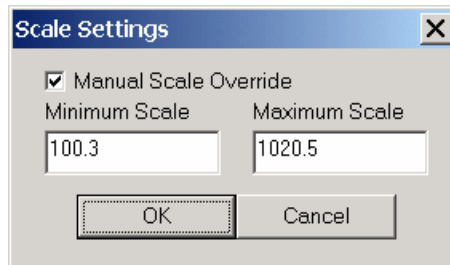 Scale Settings
Manual Scale Override
Minimum Scale Maximum Scale
100.3 1020.5
OK Cancel